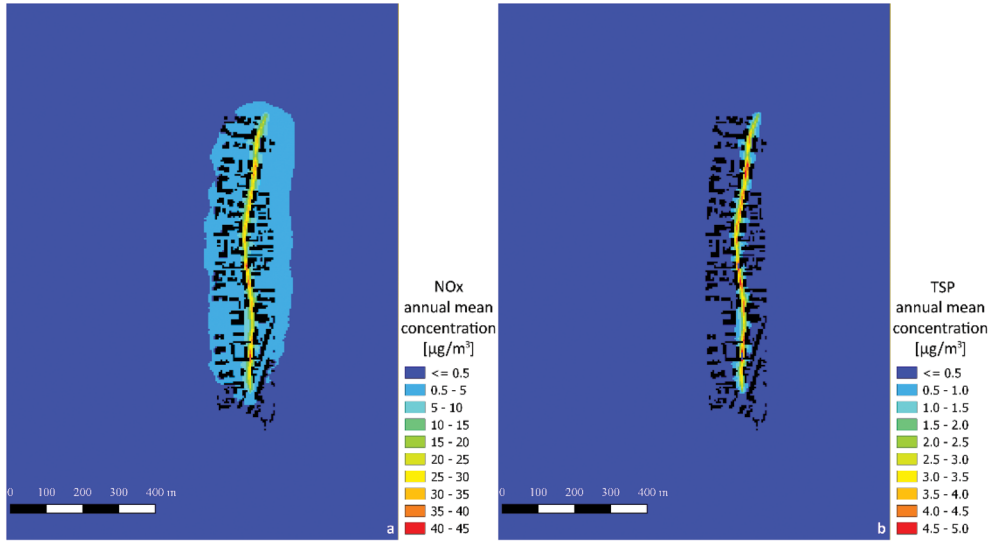 NOx
annual mean
concentration
[µg/m³]
<= 0.5
0.5 - 5
5 - 10
10 - 15
15 - 20
20 - 25
25 - 30
30 - 35
35 - 40
40 - 45
0 100 200 300 400 m
a
TSP
annual mean
concentration
[µg/m³]
<= 0.5
0.5 - 1.0
1.0 - 1.5
1.5 - 2.0
2.0 - 2.5
2.5 - 3.0
3.0 - 3.5
3.5 - 4.0
4.0 - 4.5
4.5 - 5.0
0 100 200 300 400 m
b